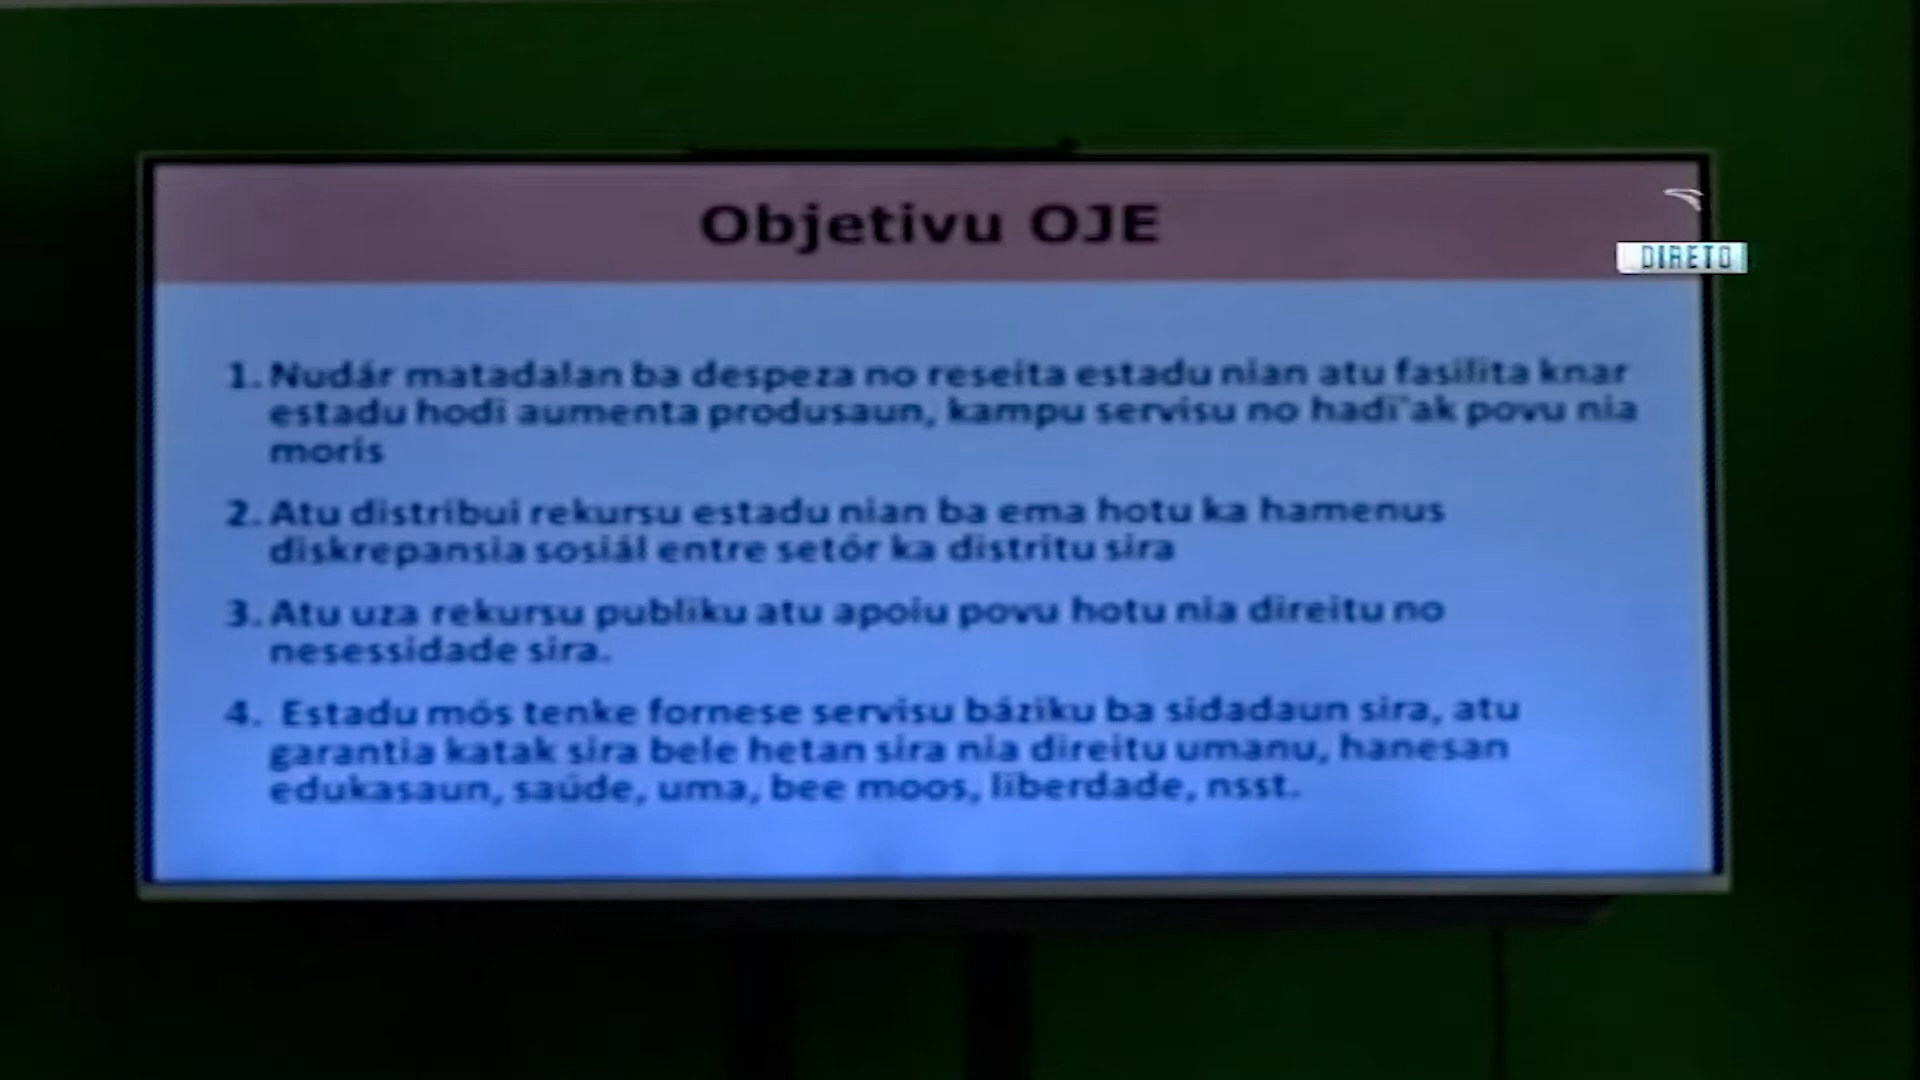 Objetivu OJE
DIRETO
1. Nudár matadalan ba despeza no reseita estadu nian atu fasilita knar
estadu hodi aumenta produsaun, kampu servisu no hadi'ak povu nia
moris
2. Atu distribui rekursu estadu nian ba ema hotu ka hamenus
diskrepansia sosiál entre setór ka distritu sira
3. Atu uza rekursu publiku atu apoiu povu hotu nia direitu no
nesessidade sira.
4. Estadu mós tenke fornese servisu báziku ba sidadaun sira, atu
garantia katak sira bele hetan sira nia direitu umanu, hanesan
edukasaun, saúde, uma, bee moos, liberdade, nsst.